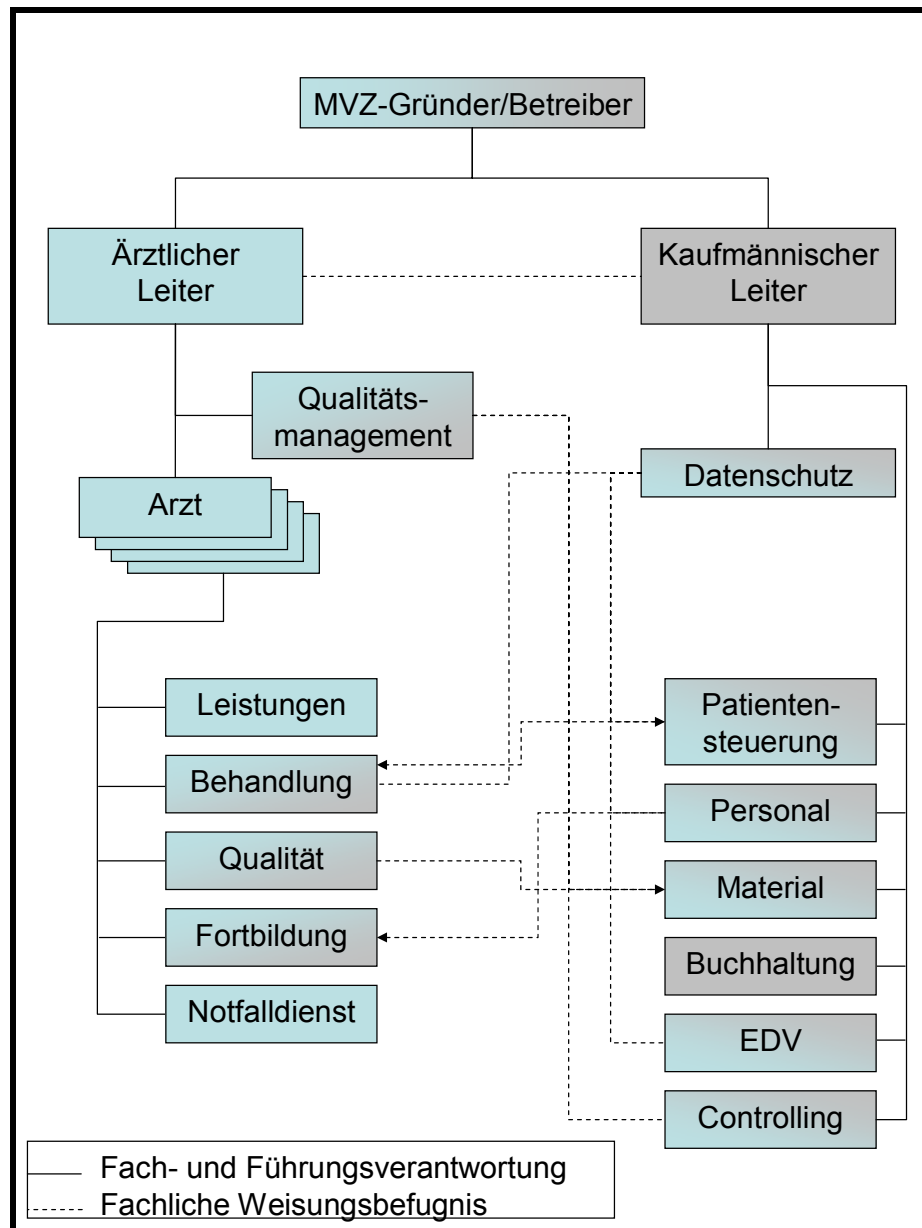 MVZ-Gründer/Betreiber
Ärztlicher
Leiter
Kaufmännischer
Leiter
Qualitäts-
management
Datenschutz
Arzt
Leistungen
Behandlung
Qualität
Fortbildung
Notfalldienst
Patienten-
steuerung
Personal
Material
Buchhaltung
EDV
Controlling
Fach- und Führungsverantwortung
Fachliche Weisungsbefugnis